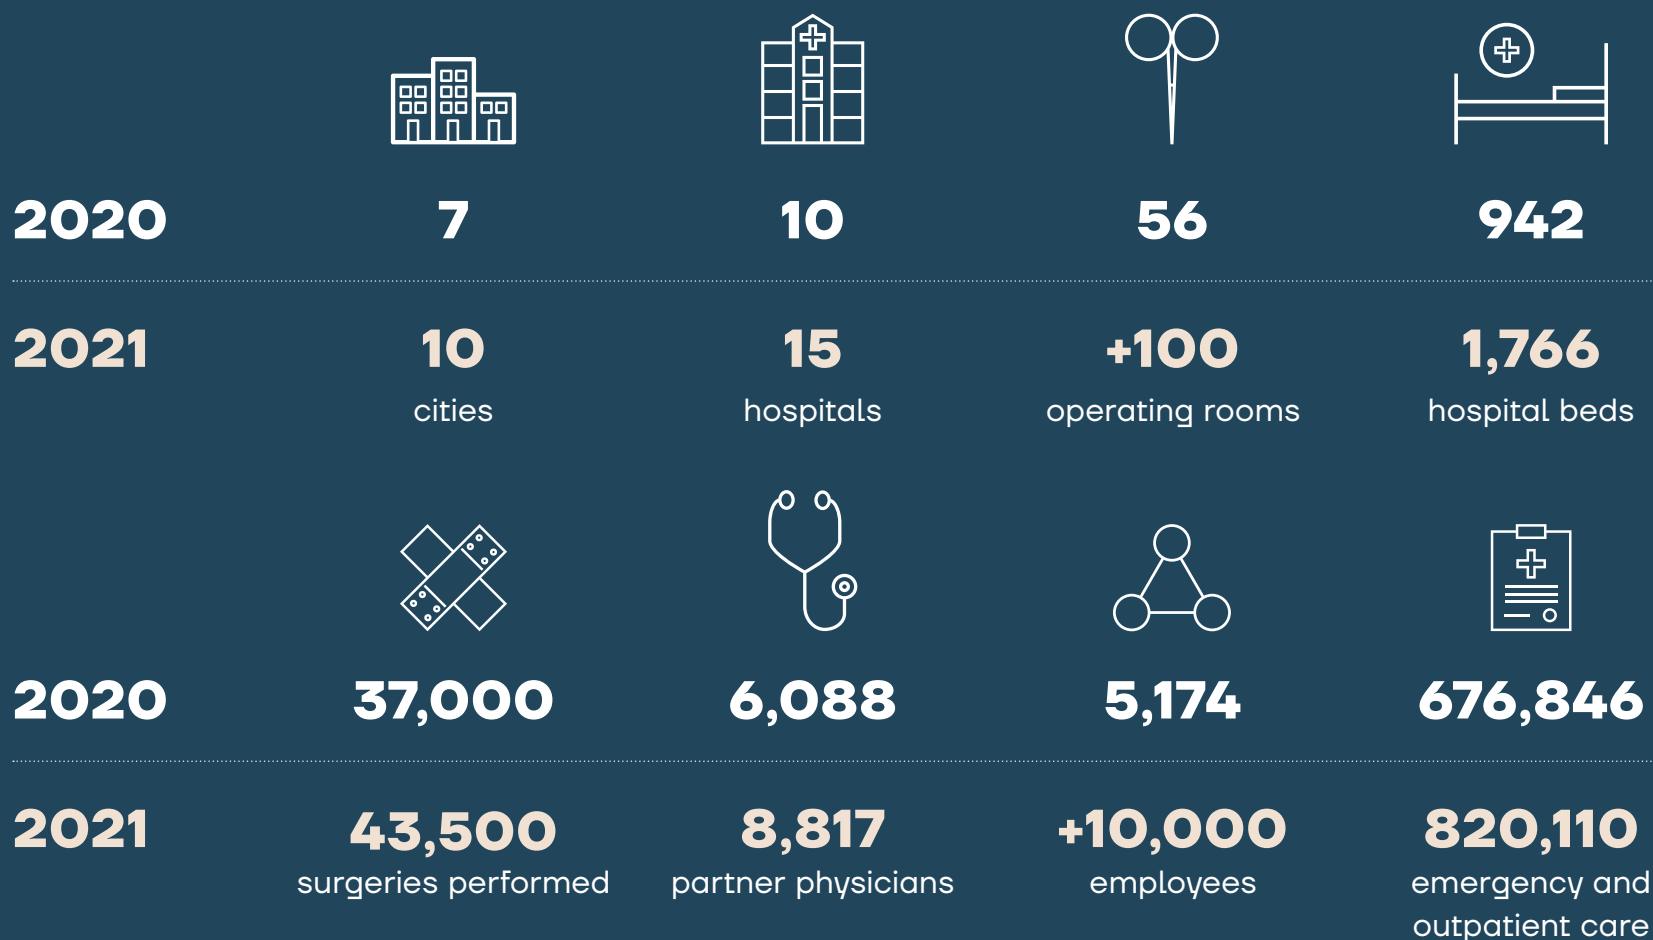 2020 7 10 56 942
2021 10 15 +100 1,766
cities hospitals operating rooms hospital beds
2020 37,000 6,088 5,174 676,846
2021 43,500 8,817 +10,000 820,110
surgeries performed partner physicians employees emergency and
outpatient care